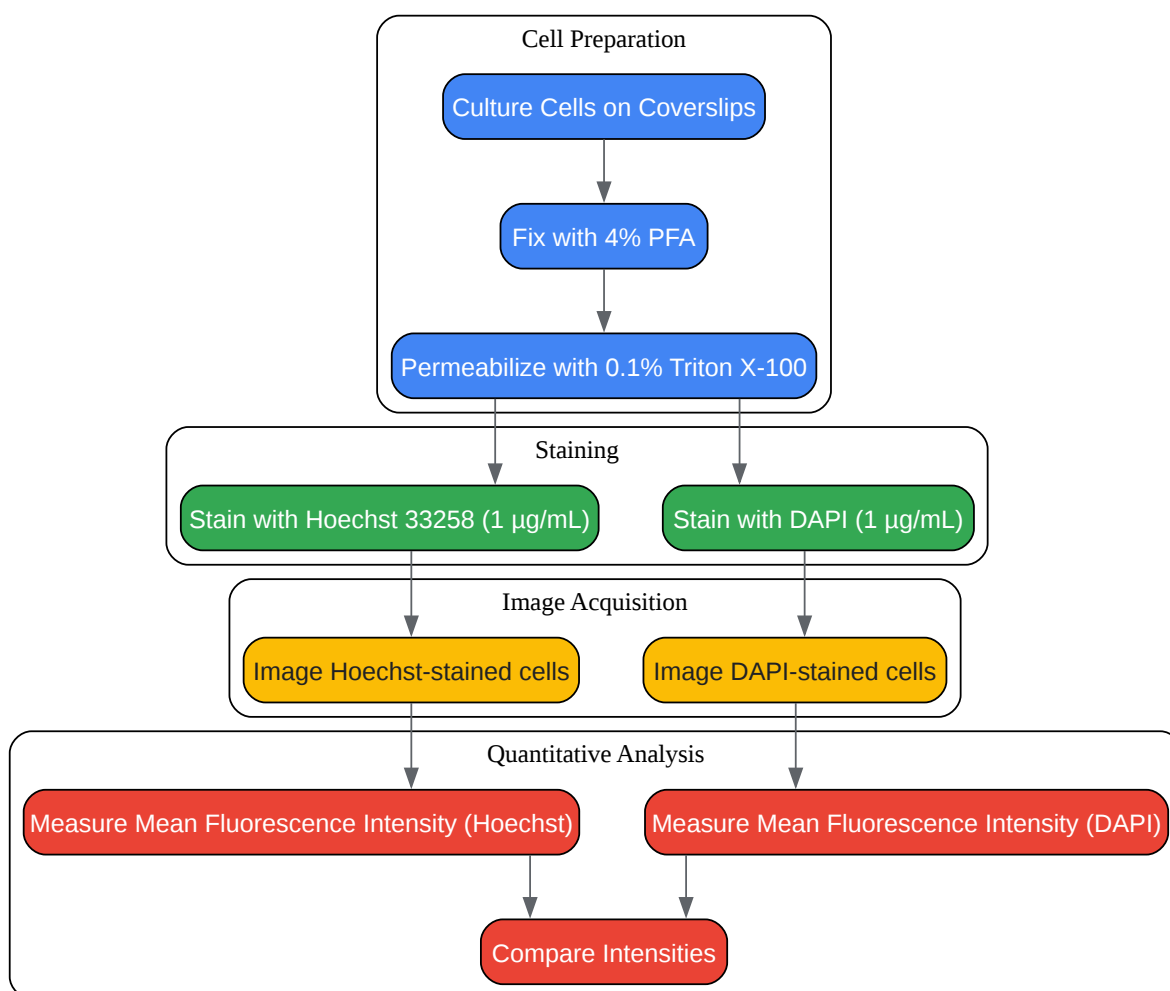 Cell Preparation
Culture Cells on Coverslips
Fix with 4% PFA
Permeabilize with 0.1% Triton X-100
Staining
Stain with Hoechst 33258 (1 µg/mL)
Stain with DAPI (1 µg/mL)
Image Acquisition
Image Hoechst-stained cells
Image DAPI-stained cells
Quantitative Analysis
Measure Mean Fluorescence Intensity (Hoechst)
Measure Mean Fluorescence Intensity (DAPI)
Compare Intensities